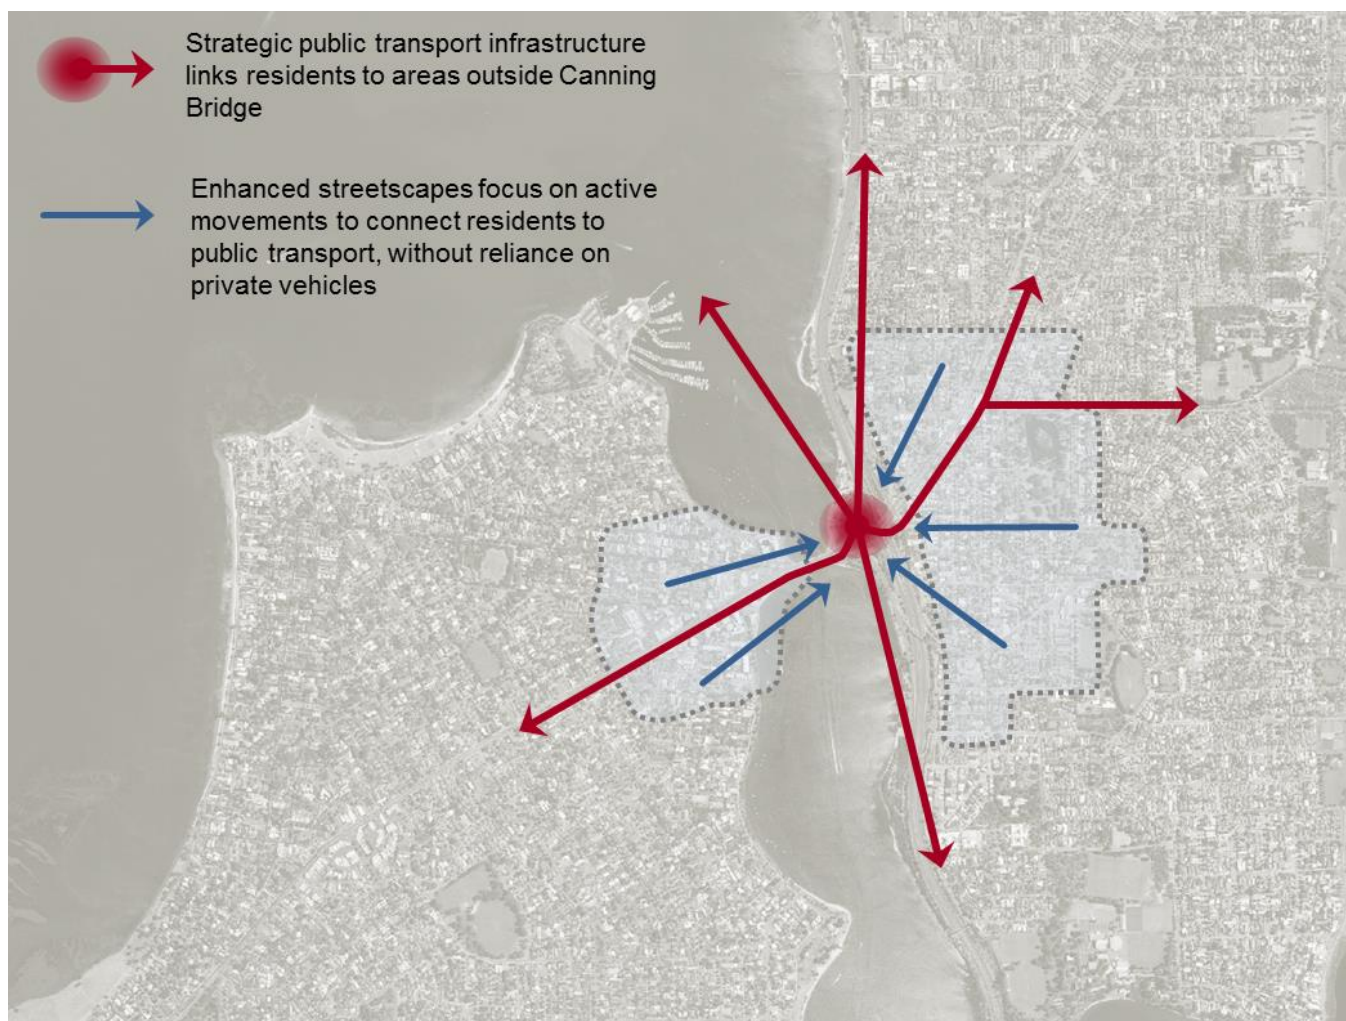 Strategic public transport infrastructure
links residents to areas outside Canning
Bridge
Enhanced streetscapes focus on active
movements to connect residents to
public transport, without reliance on
private vehicles